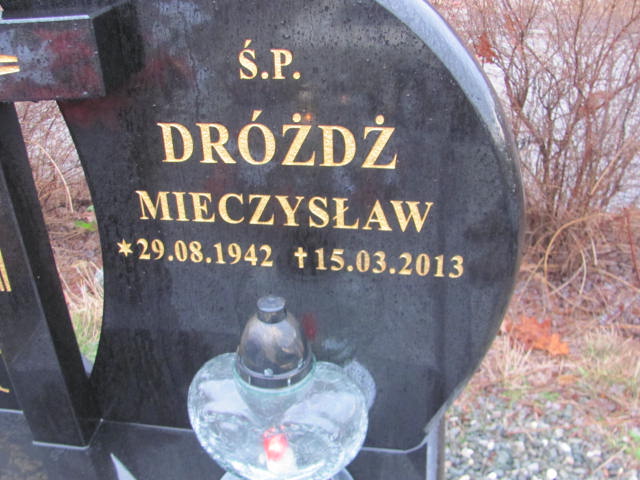 Ś.P.
DRÓŻDŻ
MIECZYSŁAW
*29.08.1942 †15.03.2013